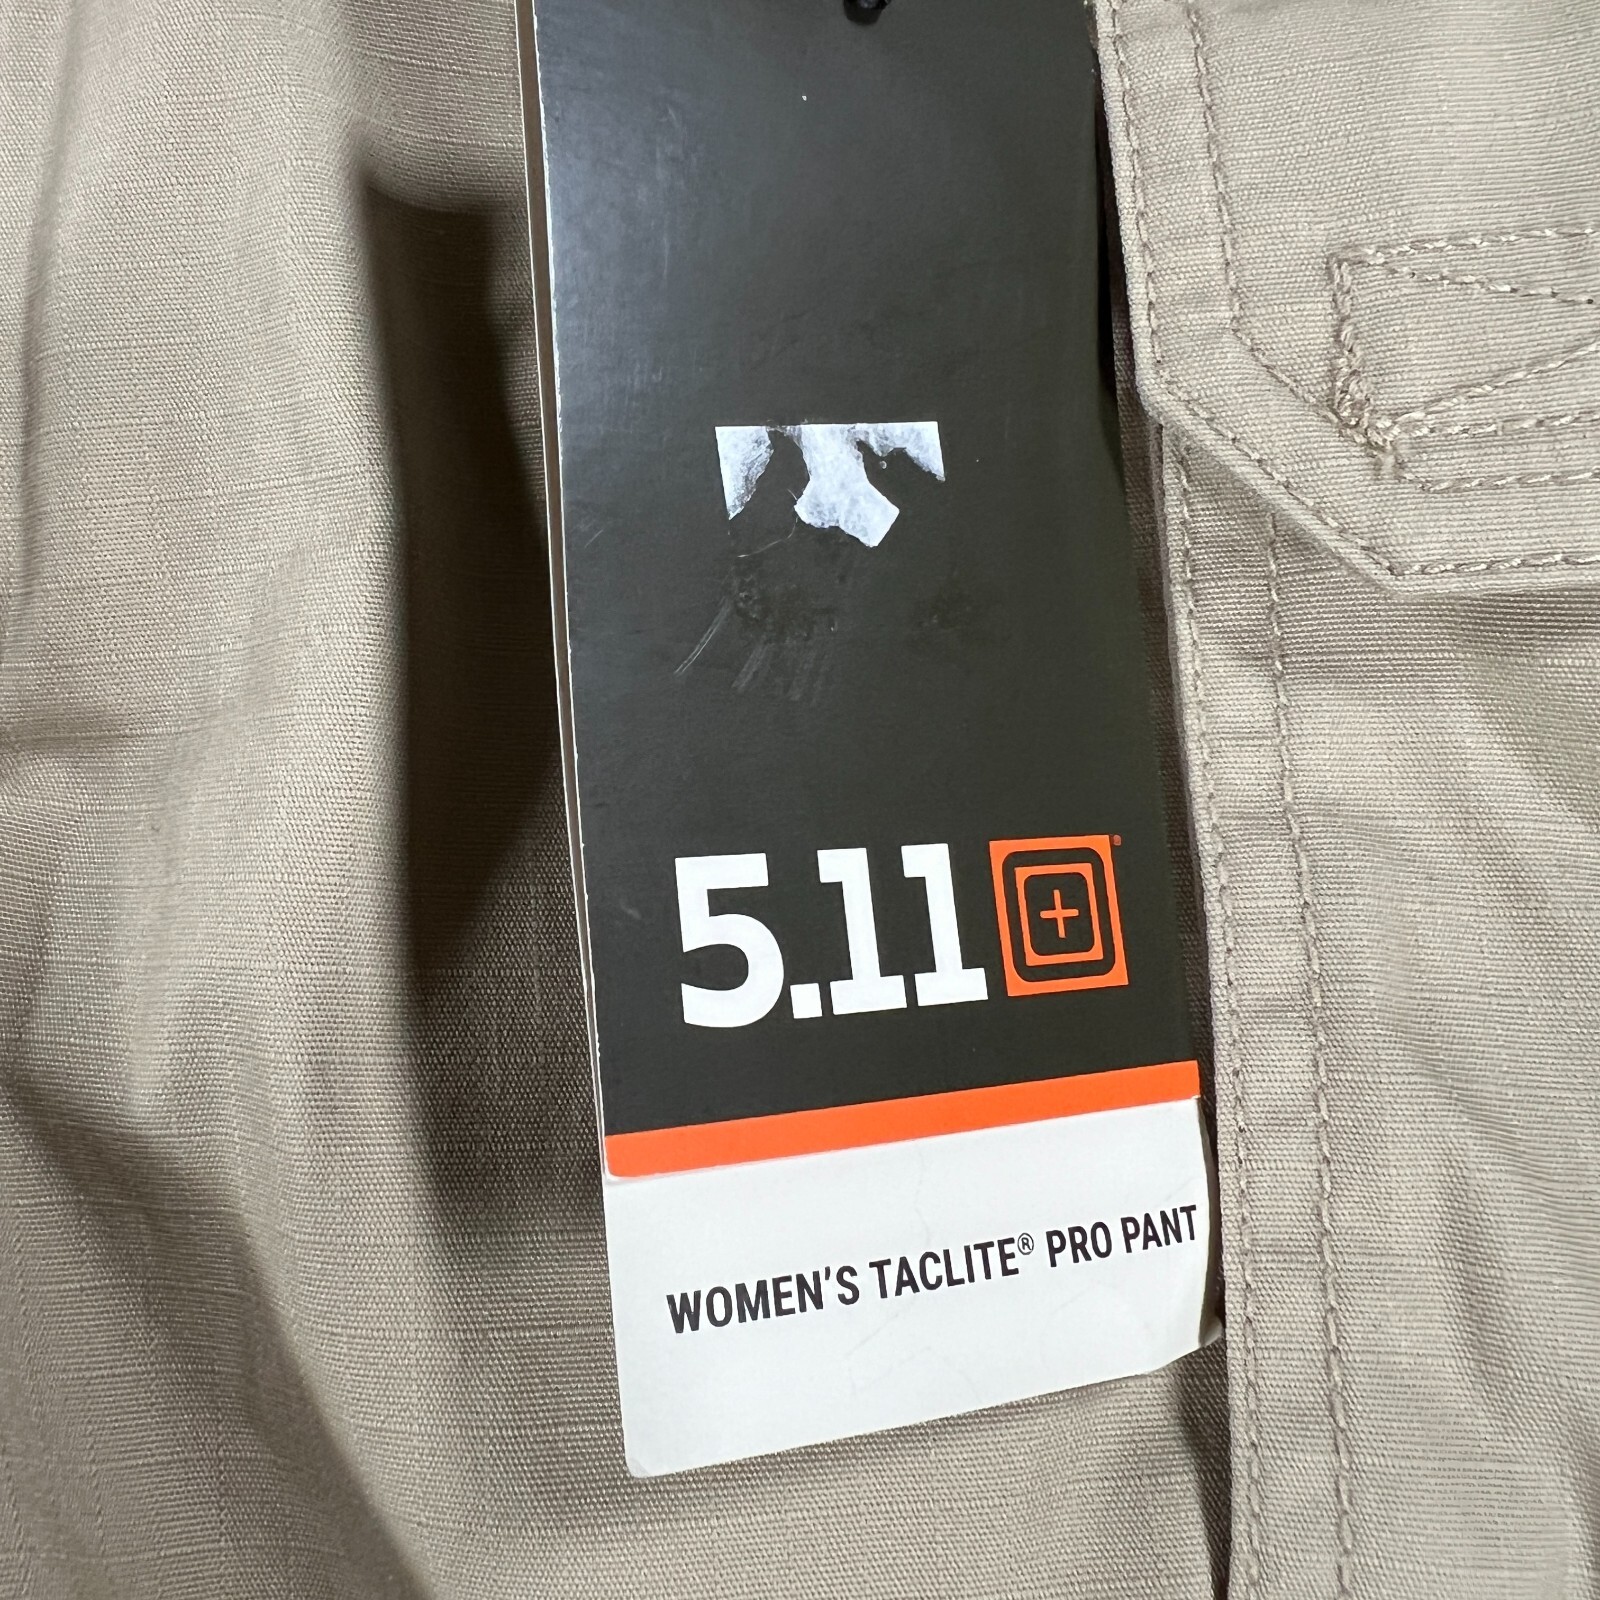 5.11
WOMEN'S TACLITE® PRO PANT